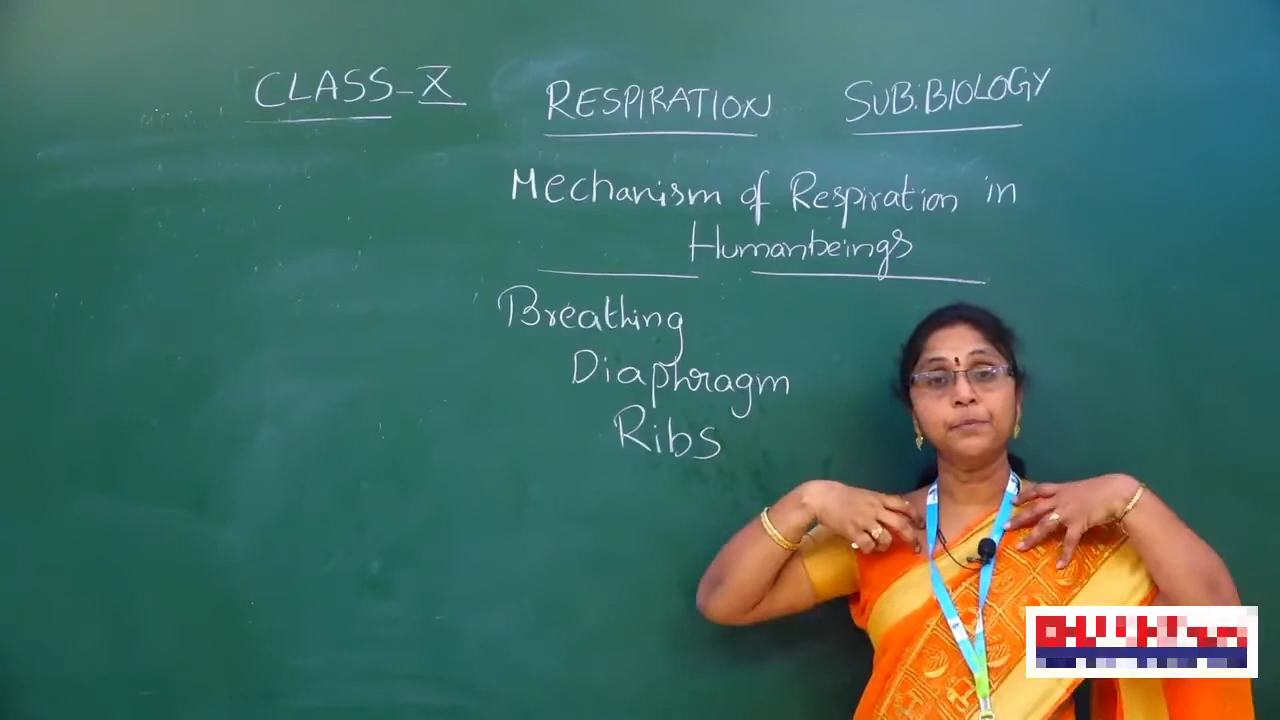 CLASS-X RESPIRATION SUB:BIOLOGY
Mechanism of Respiration in
Humanbeings
Breathing
Diaphragm
Ribs